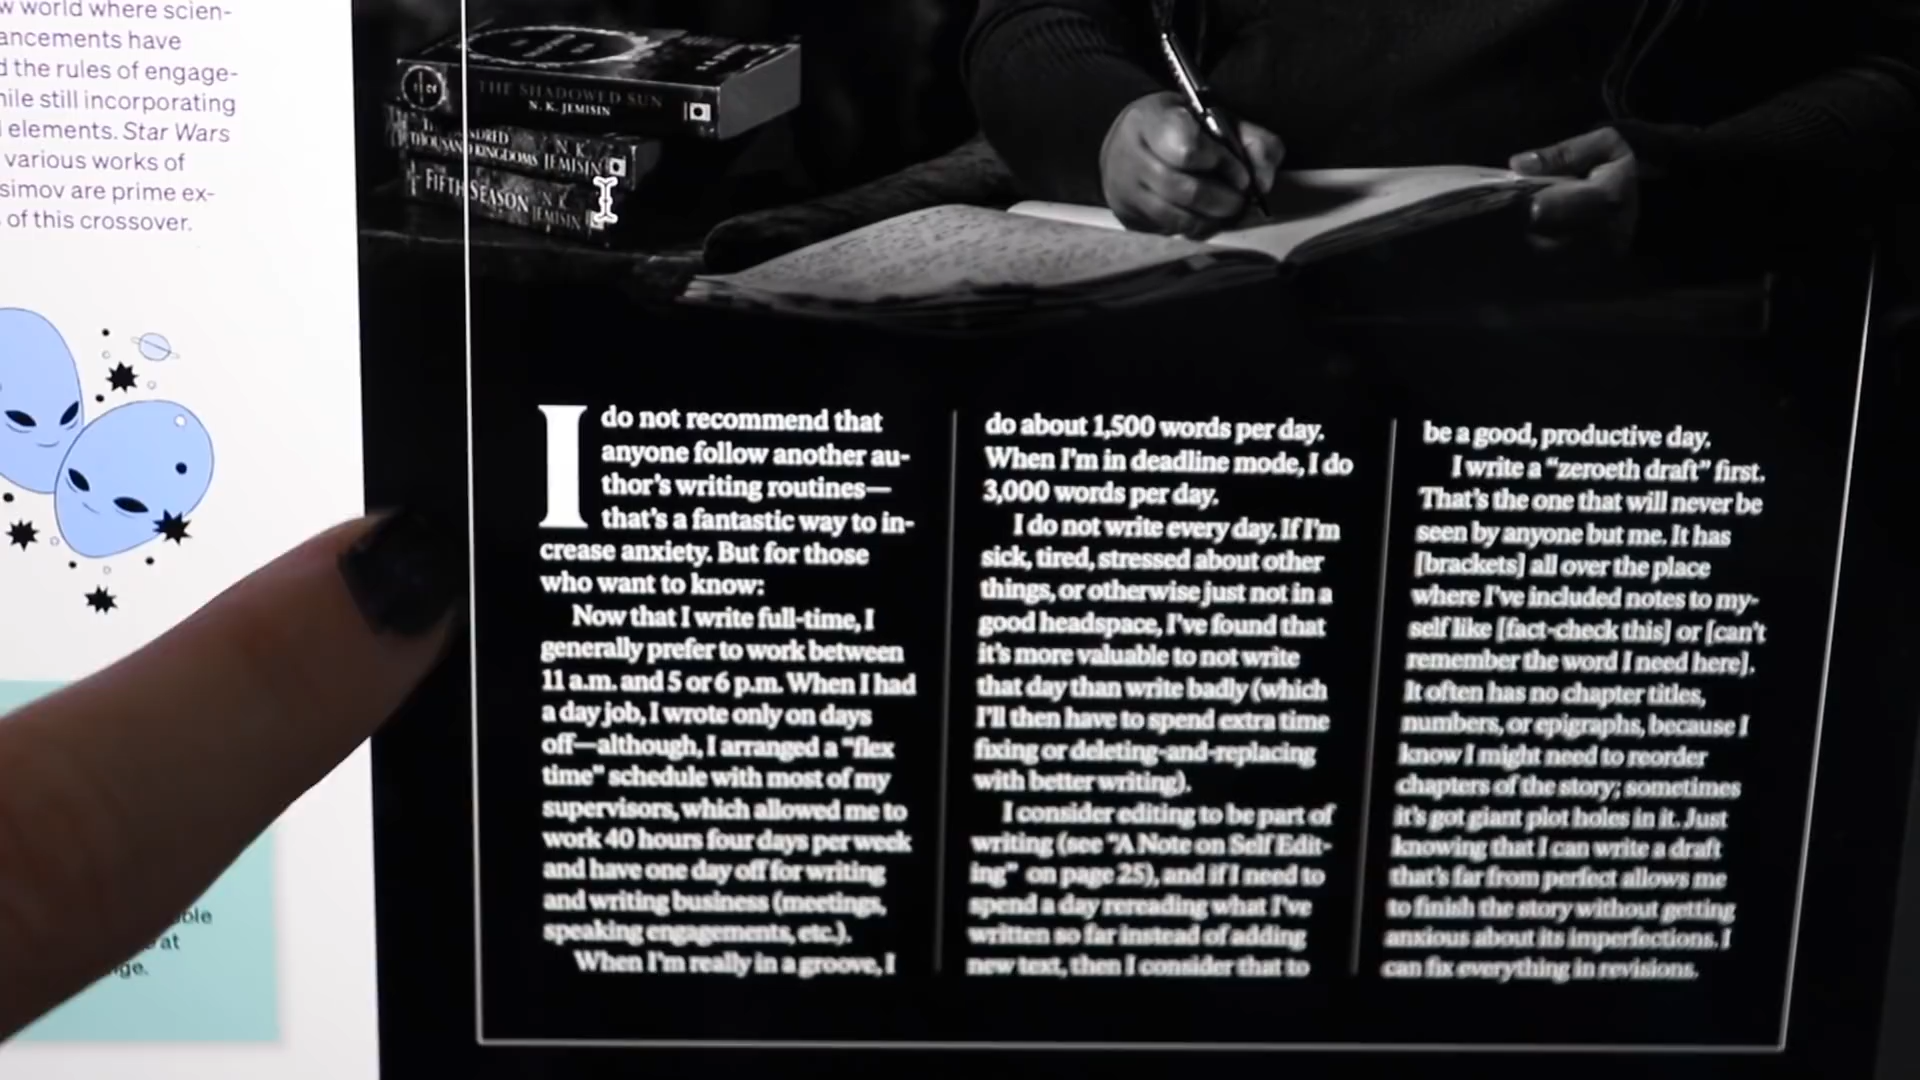 w world where scien-
ancements have
d the rules of engage-
hile still incorporating
l elements. Star Wars
various works of
simov are prime ex-
of this crossover.
ble
at
nge.
THE SHADOWED SUN
N. K. JEMISIN
DRED
THOUSAND KINGDOMS
N. K.
JEMISIN
FIFTH SEASON
N. K.
JEMISIN
I do not recommend that
anyone follow another au-
thor's writing routines—
that's a fantastic way to in-
crease anxiety. But for those
who want to know:
Now that I write full-time, I
generally prefer to work between
11 a.m. and 5 or 6 p.m. When I had
a day job, I wrote only on days
off—although, I arranged a "flex
time" schedule with most of my
supervisors, which allowed me to
work 40 hours four days per week
and have one day off for writing
and writing business (meetings,
speaking engagements, etc.).
When I'm really in a groove, I
do about 1,500 words per day.
When I'm in deadline mode, I do
3,000 words per day.
I do not write every day. If I'm
sick, tired, stressed about other
things, or otherwise just not in a
good headspace, I've found that
it's more valuable to not write
that day than write badly (which
I'll then have to spend extra time
fixing or deleting-and-replacing
with better writing).
I consider editing to be part of
writing (see "A Note on Self Edit-
ing" on page 25), and if I need to
spend a day rereading what I've
written so far instead of adding
new text, then I consider that to
be a good, productive day.
I write a "zeroeth draft" first.
That's the one that will never be
seen by anyone but me. It has
[brackets] all over the place
where I've included notes to my-
self like [fact-check this] or [can't
remember the word I need here].
It often has no chapter titles,
numbers, or epigraphs, because I
know I might need to reorder
chapters of the story; sometimes
it's got giant plot holes in it. Just
knowing that I can write a draft
that's far from perfect allows me
to finish the story without getting
anxious about its imperfections. I
can fix everything in revisions.